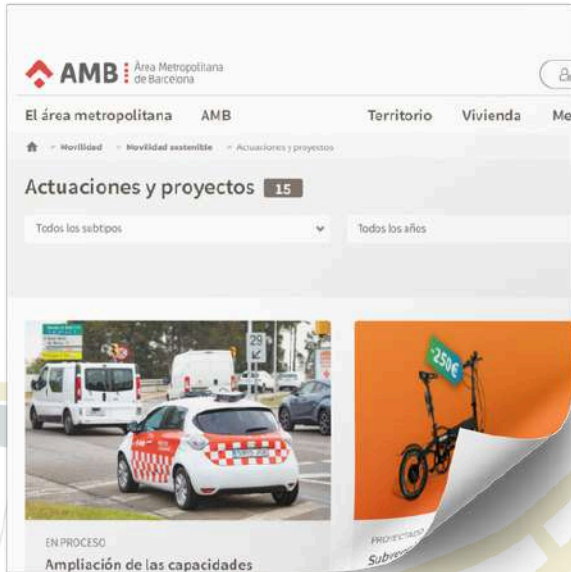 AMB Área Metropolitana
de Barcelona
El área metropolitana AMB Territorio Vivienda
Movilidad Movilidad sostenible Actuaciones y proyectos
Actuaciones y proyectos 15
Todos los subtipos Todos los años
29
-250€
EN PROCESO
PROYECTADO
Ampliación de las capacidades